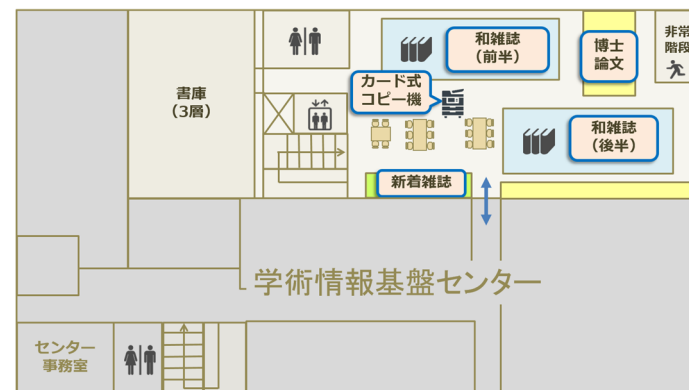 非常
階段
和雑誌
（前半）
博士
論文
書庫
（3層）
カード式
コピー機
和雑誌
（後半）
新着雑誌
学術情報基盤センター
センター
事務室